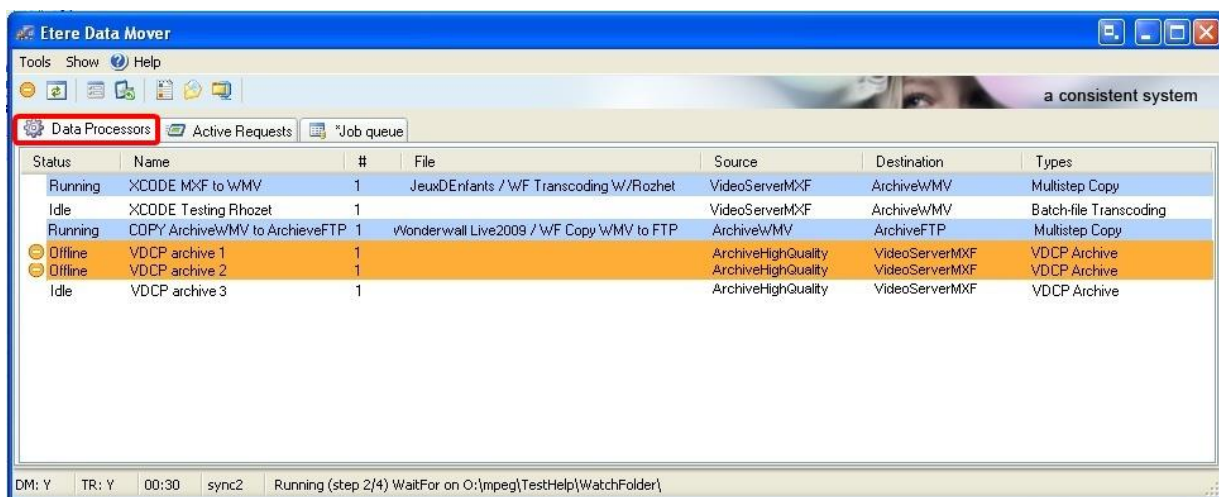 Etere Data Mover
Tools Show Help
a consistent system
Data Processors Active Requests *Job queue
Status Name # File Source Destination Types
Running XCODE MXF to WMV 1 JeuxDEnfants / WF Transcoding W/Rozhet VideoServerMXF ArchiveWMV Multistep Copy
Idle XCODE Testing Rhozet 1 VideoServerMXF ArchiveWMV Batch-file Transcoding
Running COPY ArchiveWMV to ArchieveFTP 1 Wonderwall Live2009 / WF Copy WMV to FTP ArchiveWMV ArchiveFTP Multistep Copy
Offline VDCP archive 1 1 ArchiveHighQuality VideoServerMXF VDCP Archive
Offline VDCP archive 2 1 ArchiveHighQuality VideoServerMXF VDCP Archive
Idle VDCP archive 3 1 ArchiveHighQuality VideoServerMXF VDCP Archive
DM: Y TR: Y 00:30 sync2 Running (step 2/4) WaitFor on O:\mpeg\TestHelp\WatchFolder\